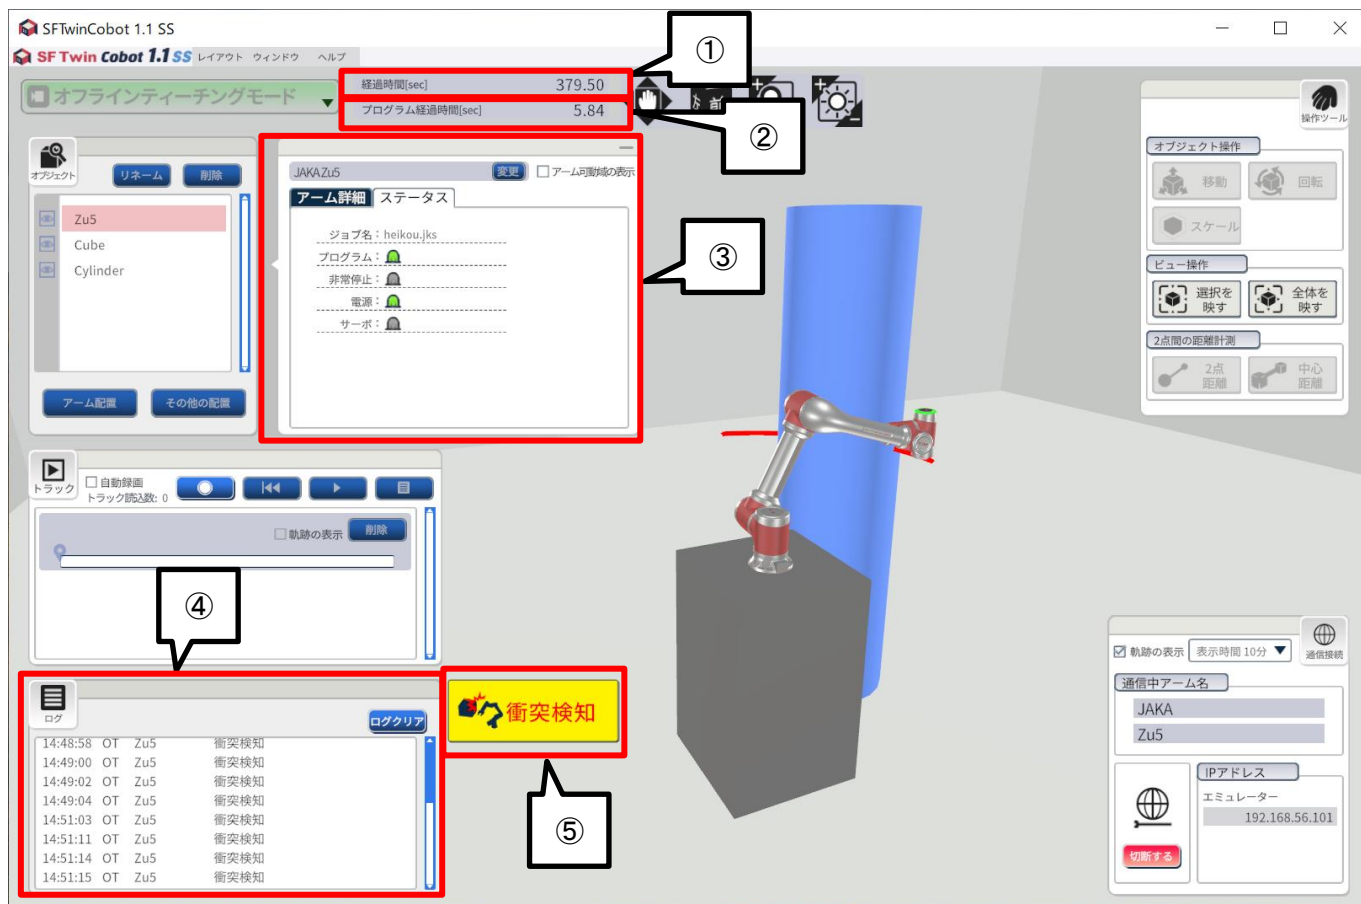 SFTwinCobot 1.1 SS
SF Twin Cobot 1.1 SS レイアウト ウィンドウ ヘルプ
①
オフラインティーチングモード
経過時間[sec] 379.50
プログラム経過時間[sec] 5.84
②
操作ツール
オブジェクト
リネーム 削除
Zu5
Cube
Cylinder
アーム配置 その他の配置
JAKA Zu5 変更 アーム可動域の表示
アーム詳細 ステータス
ジョブ名：heikou.jks
プログラム：
非常停止：
電源：
サーボ：
③
オブジェクト操作
移動 回転
スケール
ビュー操作
選択を映す 全体を映す
2点間の距離計測
2点距離 中心距離
トラック
自動録画
トラック読込数: 0
軌跡の表示 削除
④
ログ
ログクリア
14:48:58 OT Zu5 衝突検知
14:49:00 OT Zu5 衝突検知
14:49:02 OT Zu5 衝突検知
14:49:04 OT Zu5 衝突検知
14:51:03 OT Zu5 衝突検知
14:51:11 OT Zu5 衝突検知
14:51:14 OT Zu5 衝突検知
14:51:15 OT Zu5 衝突検知
衝突検知
⑤
軌跡の表示 表示時間 10分 通信接続
通信中アーム名
JAKA
Zu5
IPアドレス
エミュレーター
192.168.56.101
切断する